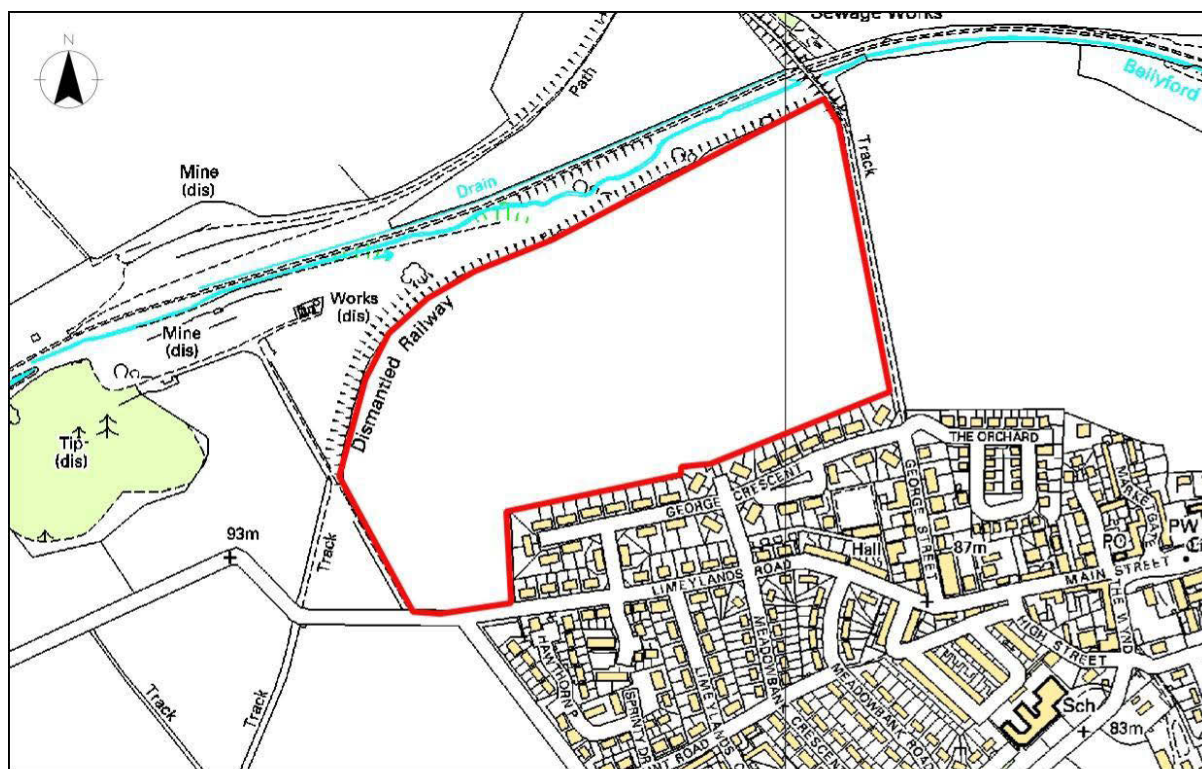 N
Sewage Works
Bellyford
Path
Track
Mine
(dis)
Drain
Works
(dis)
Mine
(dis)
Dismantled Railway
Tip
(dis)
THE ORCHARD
GEORGE CRESCENT
GEORGE STREET
MARKET GATE
PW
PO
93m
Track
Hall
87m
LIMEYLANDS ROAD
MAIN STREET
THE WYND
HIGH STREET
MEADOWBANK
CRESCENT
MEADOWBANK ROAD
HAWTHORN
LIMEYLANDS
ROAD
Sch
83m
Track
Track